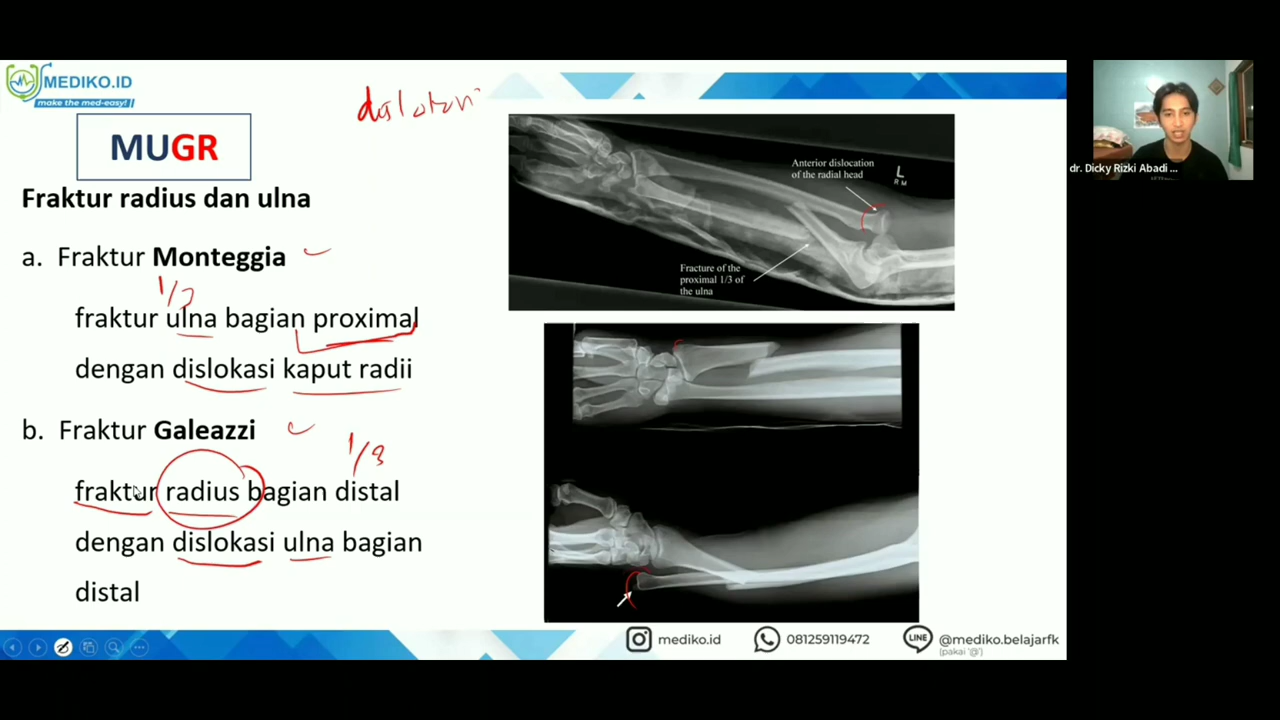 MEDIKO.ID
make the med-easy!
MUGR
Fraktur radius dan ulna
a. Fraktur Monteggia
1/3
fraktur ulna bagian proximal
dengan dislokasi kaput radii
b. Fraktur Galeazzi
1/3
fraktur radius bagian distal
dengan dislokasi ulna bagian
distal
Anterior dislocation
of the radial head
L
R M
Fracture of the
proximal 1/3 of
the ulna
mediko.id
081259119472
LINE
@mediko.belajarfk
(pakai '@')
dr. Dicky Rizki Abadi ...